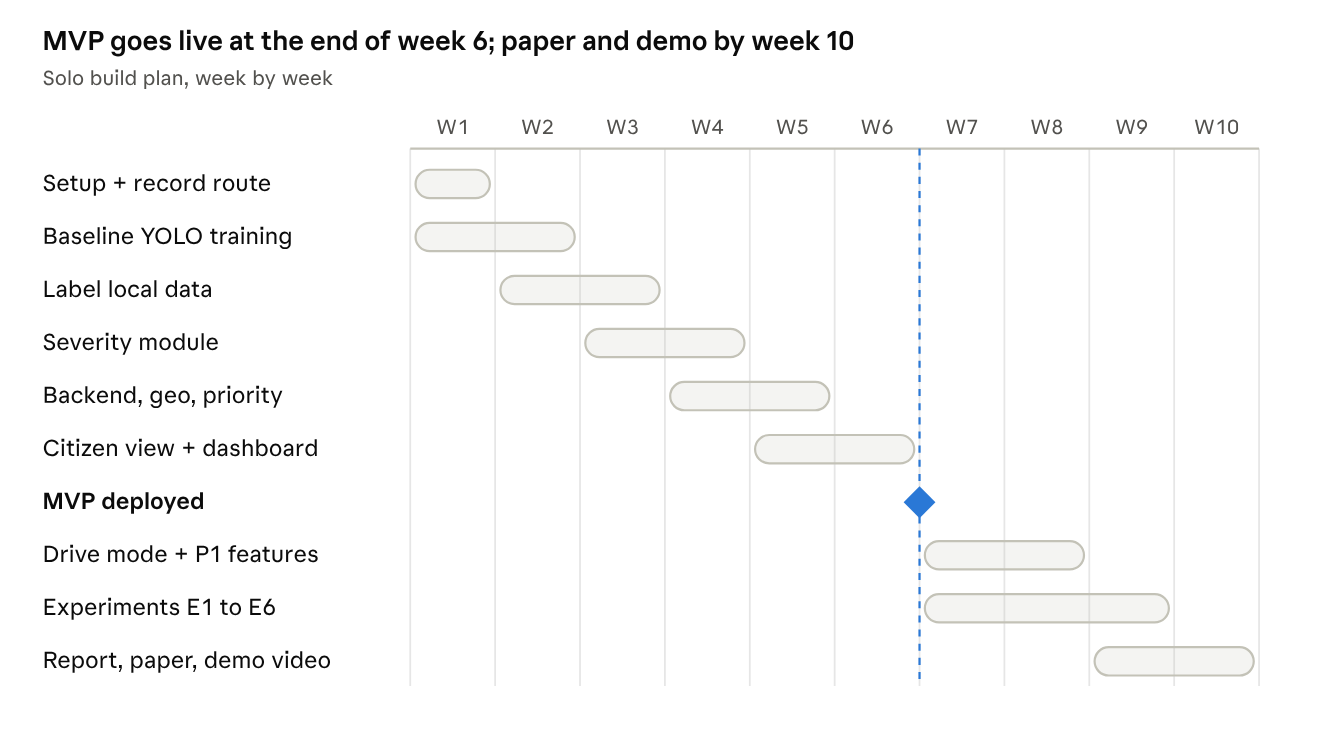 MVP goes live at the end of week 6; paper and demo by week 10
Solo build plan, week by week
W1 W2 W3 W4 W5 W6 W7 W8 W9 W10
Setup + record route
Baseline YOLO training
Label local data
Severity module
Backend, geo, priority
Citizen view + dashboard
MVP deployed
Drive mode + P1 features
Experiments E1 to E6
Report, paper, demo video